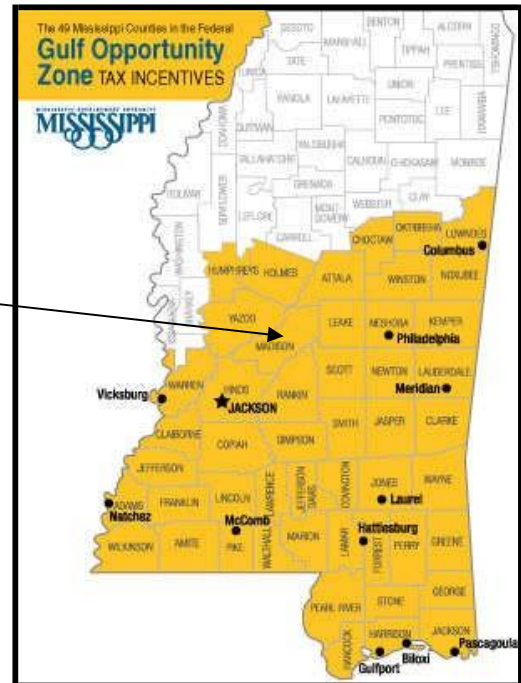 The 49 Mississippi Counties in the Federal
Gulf Opportunity
Zone TAX INCENTIVES
MISSISSIPPI DEVELOPMENT AUTHORITY
MISSISSIPPI
DESOTO
BENTON
ALCORN
MARSHALL
TIPPAH
TISHOMINGO
TATE
PRENTISS
TUNICA
UNION
PANOLA
LAFAYETTE
LEE
PONTOTOC
ITAWAMBA
QUITMAN
YALOBUSHA
TALLAHATCHIE
CALHOUN
CHICKASAW
MONROE
BOLIVAR
GRENADA
SUNFLOWER
LEFLORE
MONTGOMERY
WEBSTER
CLAY
CARROLL
OKTIBBEHA
LOWNDES
CHOCTAW
Columbus
WASHINGTON
HUMPHREYS
HOLMES
ATTALA
WINSTON
NOXUBEE
SHARKEY
ISSAQUENA
YAZOO
LEAKE
NESHOBA
KEMPER
Philadelphia
MADISON
SCOTT
NEWTON
LAUDERDALE
WARREN
HINDS
RANKIN
Meridian
Vicksburg
JACKSON
SMITH
JASPER
CLARKE
CLAIBORNE
COPIAH
SIMPSON
JEFFERSON
COVINGTON
JONES
WAYNE
ADAMS
FRANKLIN
LINCOLN
LAWRENCE
JEFFERSON DAVIS
Laurel
Natchez
McComb
Hattiesburg
WILKINSON
AMITE
PIKE
WALTHALL
MARION
LAMAR
FORREST
PERRY
GREENE
PEARL RIVER
STONE
GEORGE
HANCOCK
HARRISON
JACKSON
Pascagoula
Biloxi
Gulfport